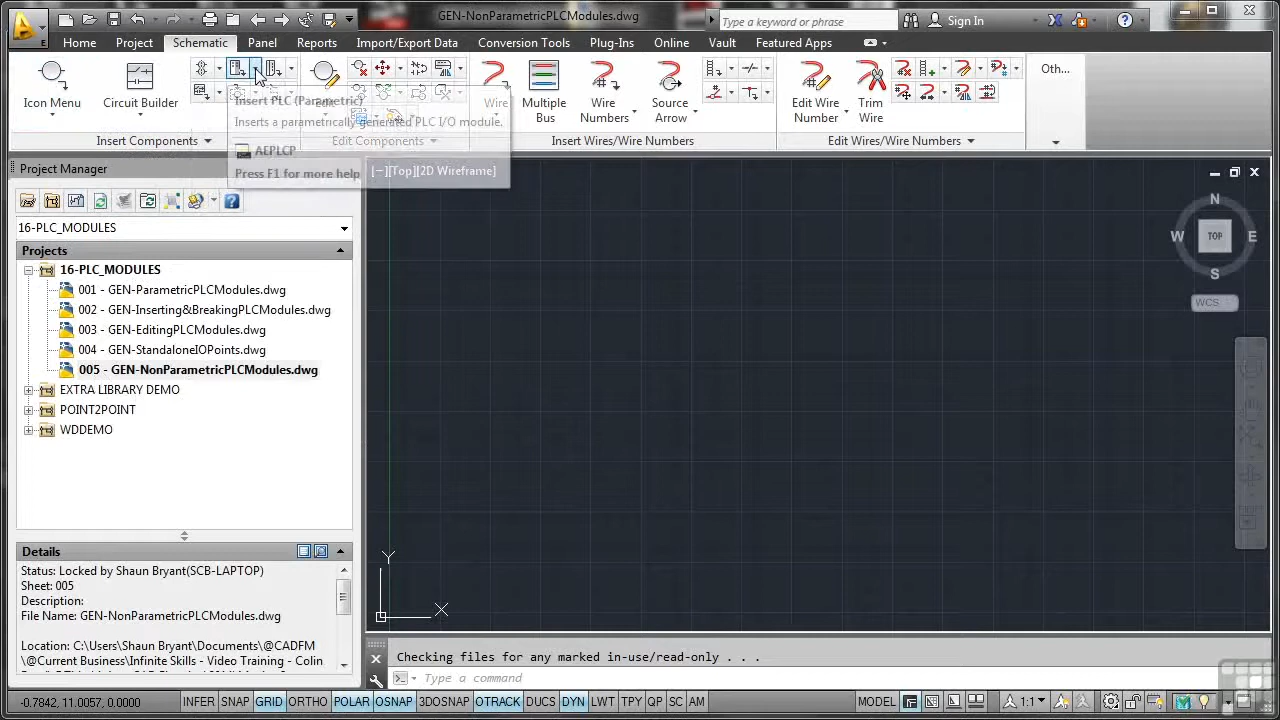 GEN-NonParametricPLCModules.dwg
Type a keyword or phrase
Sign In
Home Project Schematic Panel Reports Import/Export Data Conversion Tools Plug-Ins Online Vault Featured Apps
Icon Menu
Circuit Builder
Edit
Wire
Multiple Bus
Wire Numbers
Source Arrow
Edit Wire Number
Trim Wire
Oth...
Insert PLC (Parametric)
Inserts a parametrically generated PLC I/O module.
AEPLCP
Press F1 for more help
Insert Components
Edit Components
Insert Wires/Wire Numbers
Edit Wires/Wire Numbers
Project Manager
[−][Top][2D Wireframe]
16-PLC_MODULES
Projects
16-PLC_MODULES
001 - GEN-ParametricPLCModules.dwg
002 - GEN-Inserting&BreakingPLCModules.dwg
003 - GEN-EditingPLCModules.dwg
004 - GEN-StandaloneIOPoints.dwg
005 - GEN-NonParametricPLCModules.dwg
EXTRA LIBRARY DEMO
POINT2POINT
WDDEMO
N
W TOP E
S
WCS
Details
Status: Locked by Shaun Bryant(SCB-LAPTOP)
Sheet: 005
Description:
File Name: GEN-NonParametricPLCModules.dwg
Location: C:\Users\Shaun Bryant\Documents\@CADFM
\@Current Business\Infinite Skills - Video Training - Colin
Y
X
Checking files for any marked in-use/read-only . . .
Type a command
-0.7842, 11.0057, 0.0000 INFER SNAP GRID ORTHO POLAR OSNAP 3DOSNAP OTRACK DUCS DYN LWT TPY QP SC AM MODEL 1:1